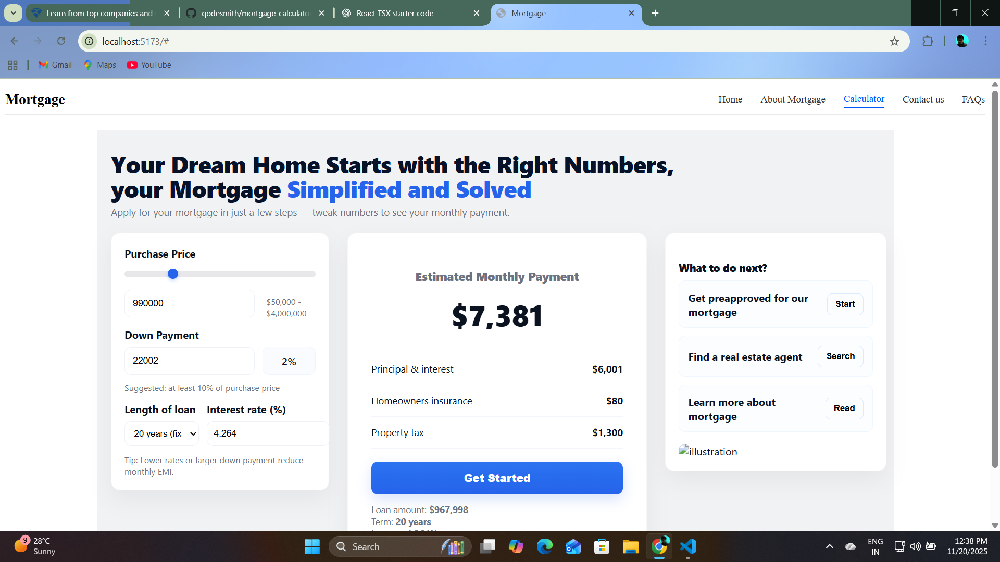 Learn from top companies and
qodesmith/mortgage-calculato
React TSX starter code
Mortgage
localhost:5173/#
Gmail
Maps
YouTube
Mortgage
Home
About Mortgage
Calculator
Contact us
FAQs
Your Dream Home Starts with the Right Numbers,
your Mortgage Simplified and Solved
Apply for your mortgage in just a few steps — tweak numbers to see your monthly payment.
Purchase Price
990000
$50,000 -
$4,000,000
Down Payment
22002
2%
Suggested: at least 10% of purchase price
Length of loan
Interest rate (%)
20 years (fix
4.264
Tip: Lower rates or larger down payment reduce
monthly EMI.
Estimated Monthly Payment
$7,381
Principal & interest
$6,001
Homeowners insurance
$80
Property tax
$1,300
Get Started
Loan amount: $967,998
Term: 20 years
What to do next?
Get preapproved for our
mortgage
Start
Find a real estate agent
Search
Learn more about
mortgage
Read
illustration
9
28°C
Sunny
Search
ENG
IN
12:38 PM
11/20/2025